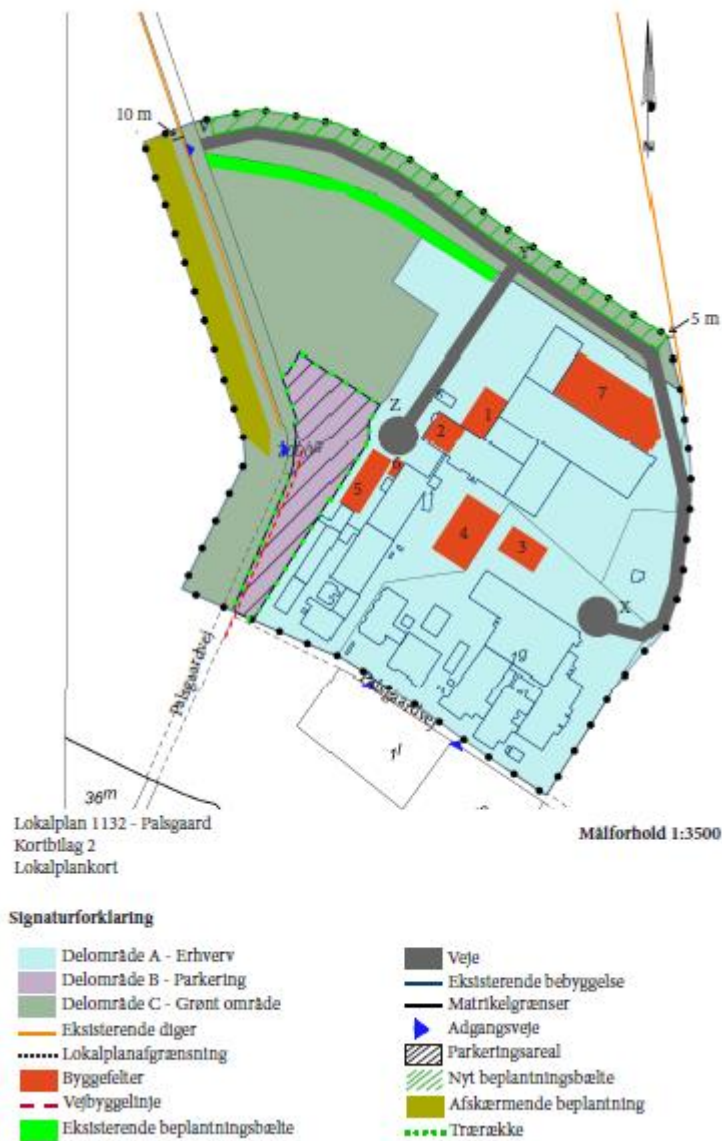 10 m
N
V
Y
5 m
7
Z
1
2
6
5
4
3
X
19
Palsgaardvej
Palsgaardvej
1l
36m
Lokalplan 1132 - Palsgaard
Kortbilag 2
Lokalplankort
Målforhold 1:3500
Signaturforklaring
Delområde A - Erhverv
Delområde B - Parkering
Delområde C - Grønt område
Eksisterende diger
Lokalplanafgrænsning
Byggefelter
Vejbyggelinje
Eksisterende beplantningsbælte
Veje
Eksisterende bebyggelse
Matrikelgrænser
Adgangsveje
Parkeringsareal
Nyt beplantningsbælte
Afskærmende beplantning
Trærække